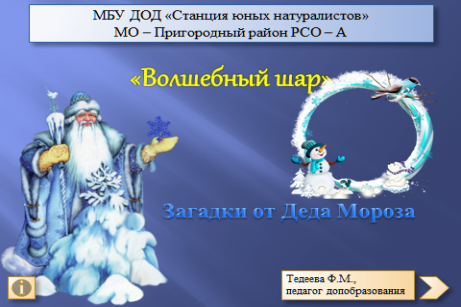 МБУ ДОД «Станция юных натуралистов»
МО – Пригородный район РСО – А
«Волшебный шар»
Загадки от Деда Мороза
Тедеева Ф.М.,
педагог допобразования